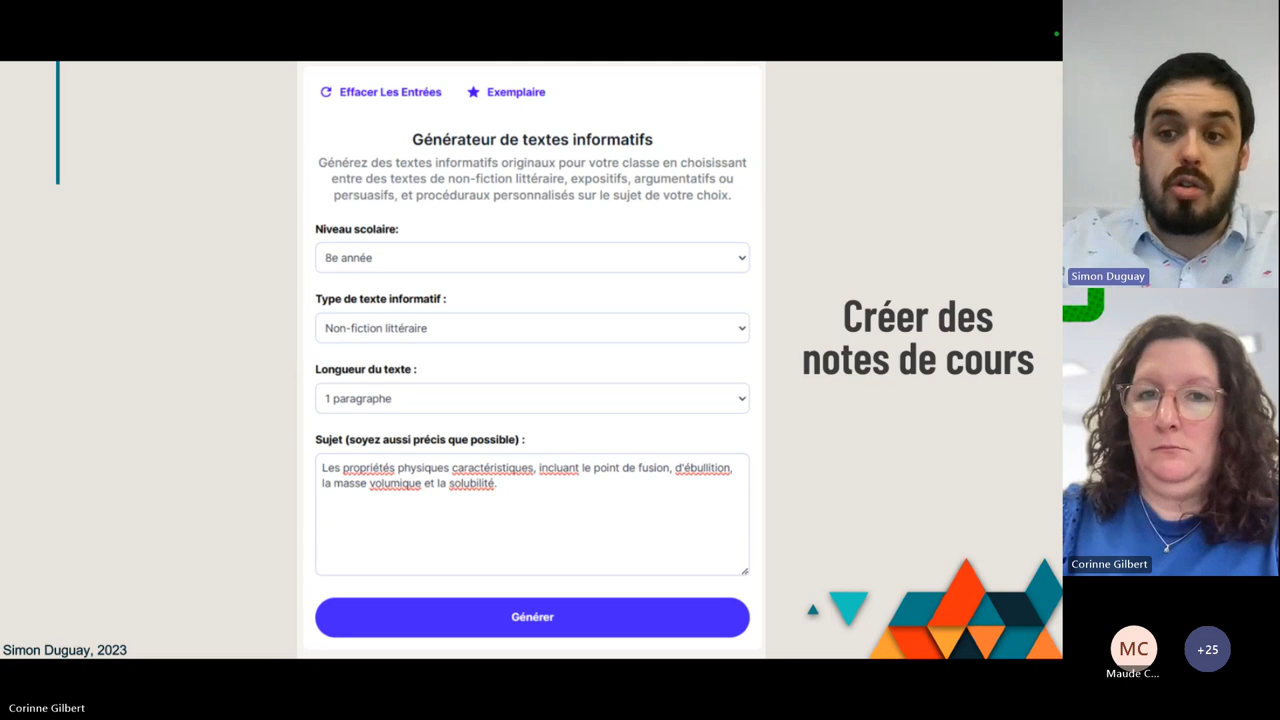 Effacer Les Entrées
Exemplaire
Générateur de textes informatifs
Générez des textes informatifs originaux pour votre classe en choisissant
entre des textes de non-fiction littéraire, expositifs, argumentatifs ou
persuasifs, et procéduraux personnalisés sur le sujet de votre choix.
Niveau scolaire:
8e année
Type de texte informatif :
Non-fiction littéraire
Longueur du texte :
1 paragraphe
Sujet (soyez aussi précis que possible) :
Les propriétés physiques caractéristiques, incluant le point de fusion, d'ébullition,
la masse volumique et la solubilité.
Générer
Créer des
notes de cours
Simon Duguay, 2023
Corinne Gilbert
Simon Duguay
Corinne Gilbert
MC
Maude C...
+25